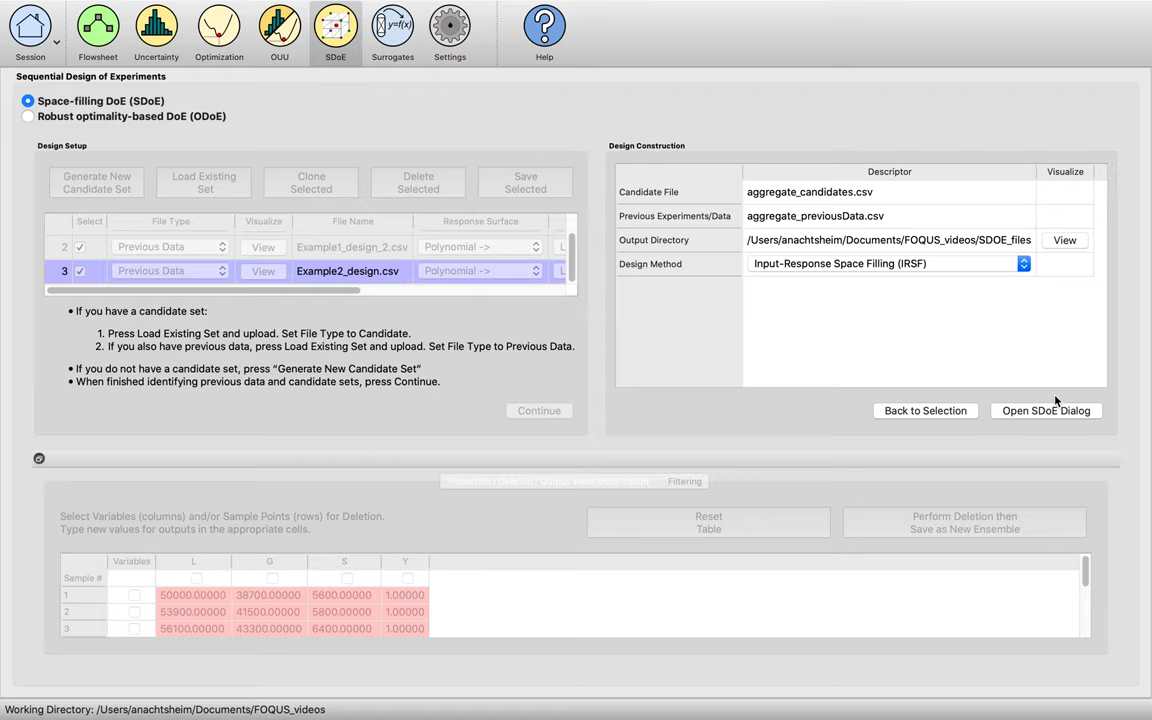 y=f(x)
Session
Flowsheet
Uncertainty
Optimization
OUU
SDoE
Surrogates
Settings
Help
Sequential Design of Experiments
Space-filling DoE (SDoE)
Robust optimality-based DoE (ODoE)
Design Setup
Generate New
Candidate Set
Load Existing
Set
Clone
Selected
Delete
Selected
Save
Selected
Select File Type Visualize File Name Response Surface
2 Previous Data View Example1_design_2.csv Polynomial -> L
3 Previous Data View Example2_design.csv Polynomial -> L
• If you have a candidate set:
1. Press Load Existing Set and upload. Set File Type to Candidate.
2. If you also have previous data, press Load Existing Set and upload. Set File Type to Previous Data.
• If you do not have a candidate set, press “Generate New Candidate Set”
• When finished identifying previous data and candidate sets, press Continue.
Continue
Design Construction
Descriptor Visualize
Candidate File aggregate_candidates.csv
Previous Experiments/Data aggregate_previousData.csv
Output Directory /Users/anachtsheim/Documents/FOQUS_videos/SDOE_files View
Design Method Input-Response Space Filling (IRSF)
Back to Selection
Open SDoE Dialog
Inspection / Deletion / Output Value Modification Filtering
Select Variables (columns) and/or Sample Points (rows) for Deletion.
Type new values for outputs in the appropriate cells.
Reset
Table
Perform Deletion then
Save as New Ensemble
Variables L G S Y
Sample #
1 50000.00000 38700.00000 5600.00000 1.00000
2 53900.00000 41500.00000 5800.00000 1.00000
3 56100.00000 43300.00000 6400.00000 1.00000
Working Directory: /Users/anachtsheim/Documents/FOQUS_videos